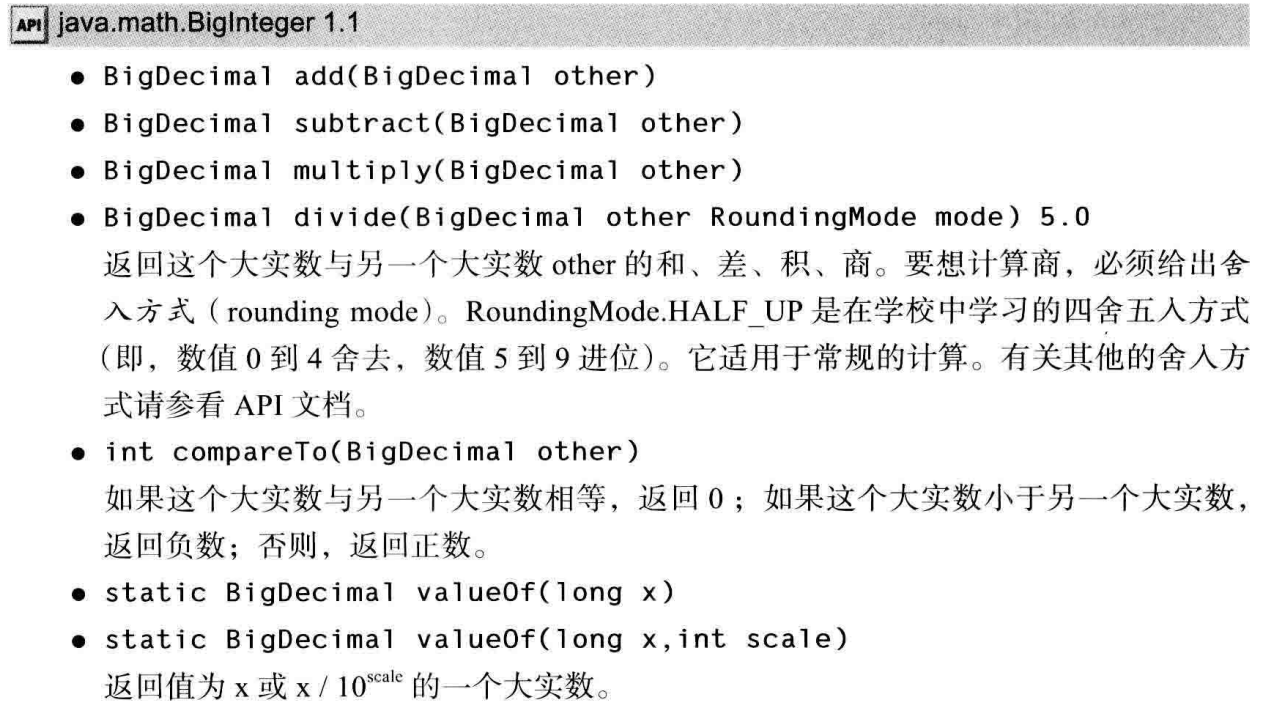 API java.math.BigInteger 1.1
● BigDecimal add(BigDecimal other)
● BigDecimal subtract(BigDecimal other)
● BigDecimal multiply(BigDecimal other)
● BigDecimal divide(BigDecimal other RoundingMode mode) 5.0
返回这个大实数与另一个大实数 other 的和、差、积、商。要想计算商，必须给出舍
入方式（rounding mode）。RoundingMode.HALF_UP 是在学校中学习的四舍五入方式
（即，数值 0 到 4 舍去，数值 5 到 9 进位）。它适用于常规的计算。有关其他的舍入方
式请参看 API 文档。
● int compareTo(BigDecimal other)
如果这个大实数与另一个大实数相等，返回 0；如果这个大实数小于另一个大实数，
返回负数；否则，返回正数。
● static BigDecimal valueOf(long x)
● static BigDecimal valueOf(long x,int scale)
返回值为 x 或 x / 10^scale 的一个大实数。